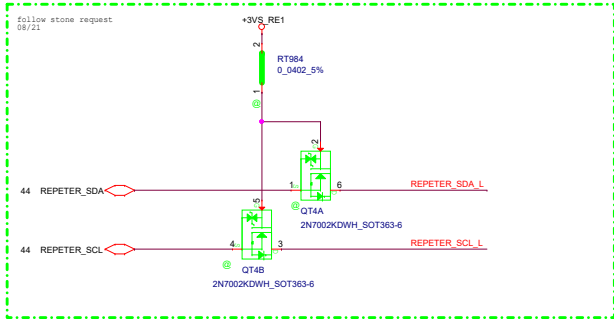 follow stone request
08/21
+3VS_RE1
2
RT984
0_0402_5%
1
@
2
44 REPETER_SDA
1
6
REPETER_SDA_L
@
QT4A
2N7002KDWH_SOT363-6
5
44 REPETER_SCL
4
3
REPETER_SCL_L
@
QT4B
2N7002KDWH_SOT363-6